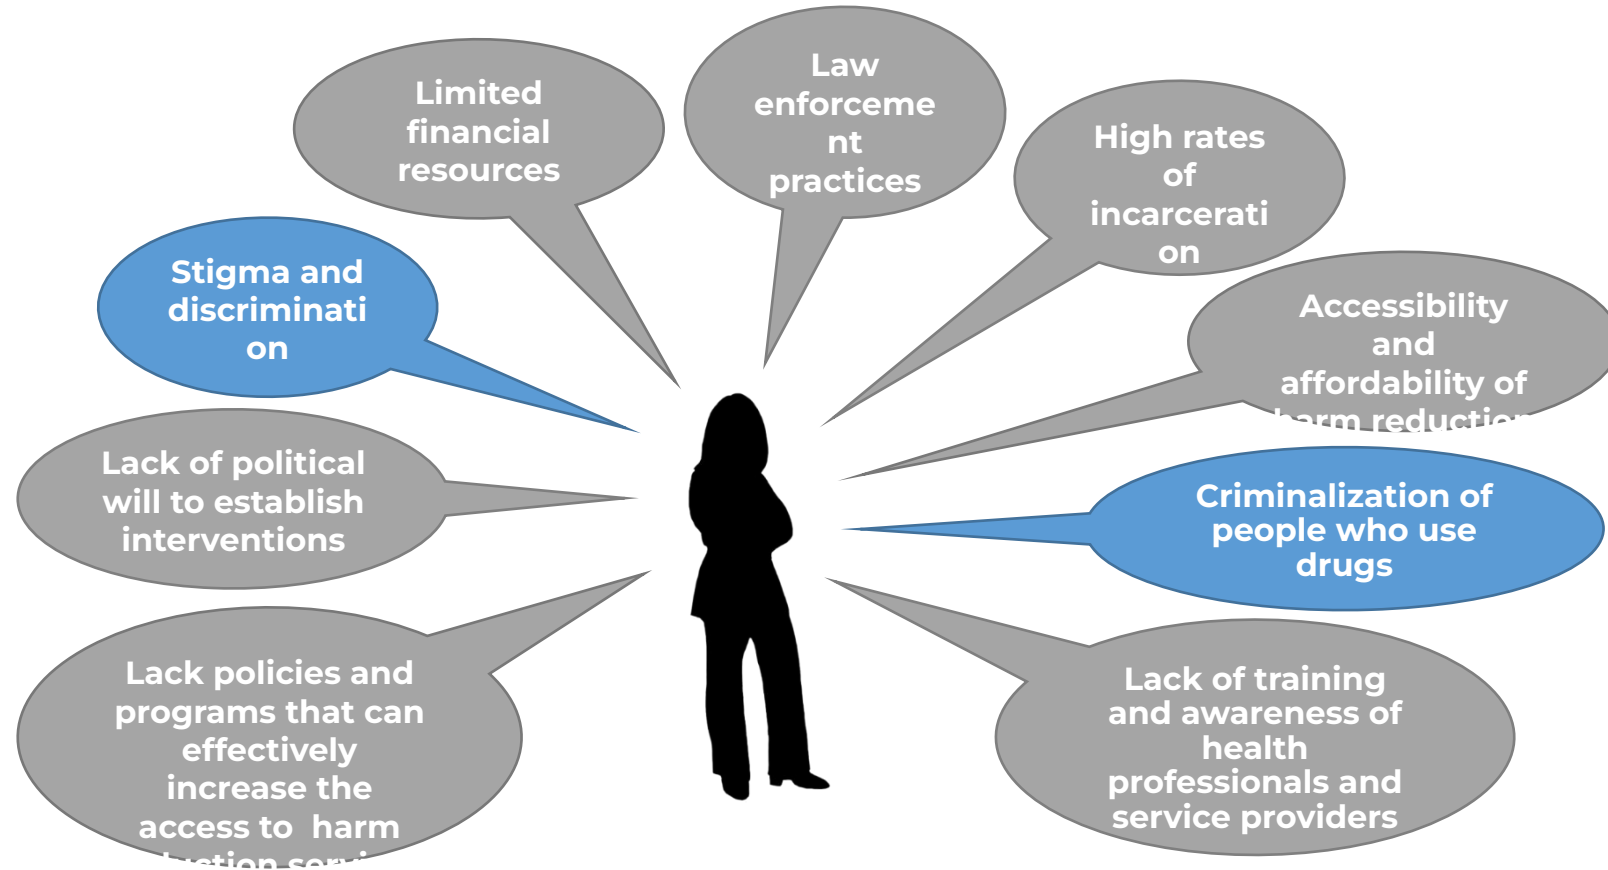 Limited
financial
resources
Law
enforceme
nt
practices
High rates
of
incarcerati
on
Stigma and
discriminati
on
Accessibility
and
affordability of
harm reduction
Lack of political
will to establish
interventions
Criminalization of
people who use
drugs
Lack policies and
programs that can
effectively
increase the
access to  harm
Lack of training
and awareness of
health
professionals and
service providers